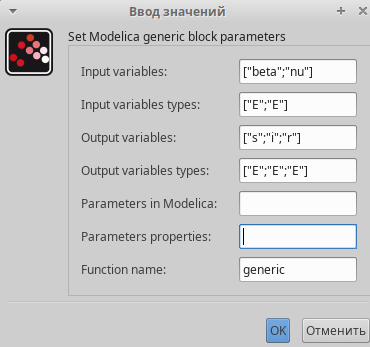 Ввод значений
Set Modelica generic block parameters
Input variables: ["beta";"nu"]
Input variables types: ["E";"E"]
Output variables: ["s";"i";"r"]
Output variables types: ["E";"E";"E"]
Parameters in Modelica:
Parameters properties:
Function name: generic
OK Отменить